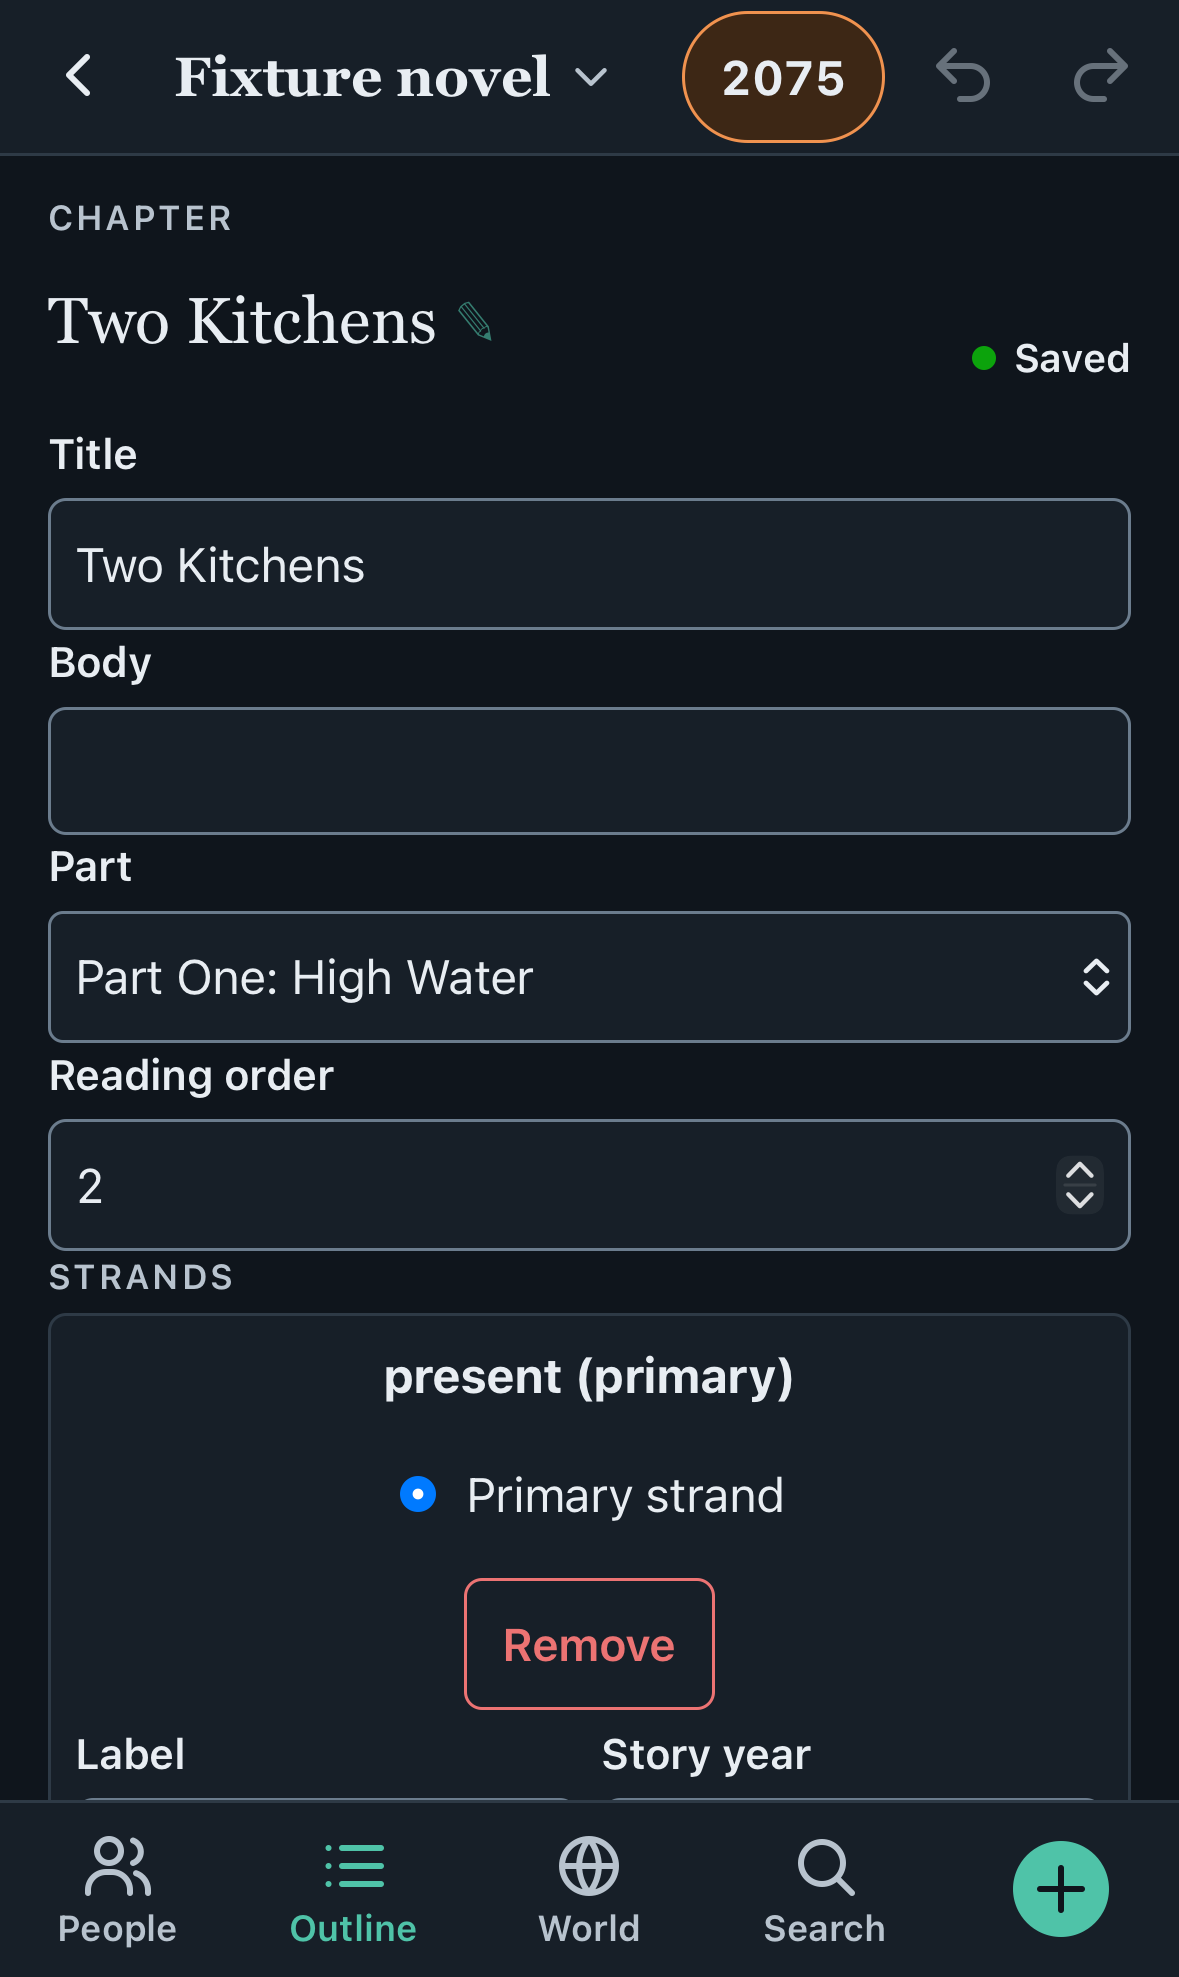 Fixture novel
2075
CHAPTER
Two Kitchens
Saved
Title
Two Kitchens
Body
Part
Part One: High Water
Reading order
2
STRANDS
present (primary)
Primary strand
Remove
Label
Story year
People
Outline
World
Search